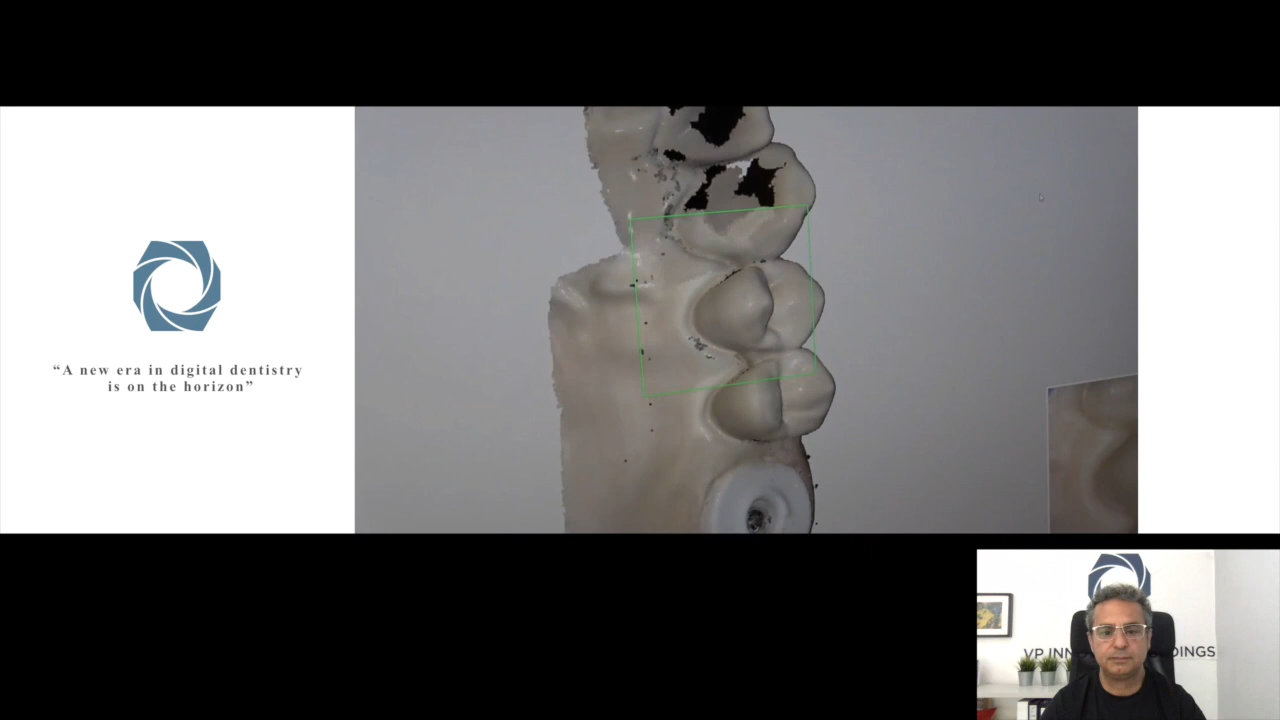 “A new era in digital dentistry
is on the horizon”
VP INN DINGS